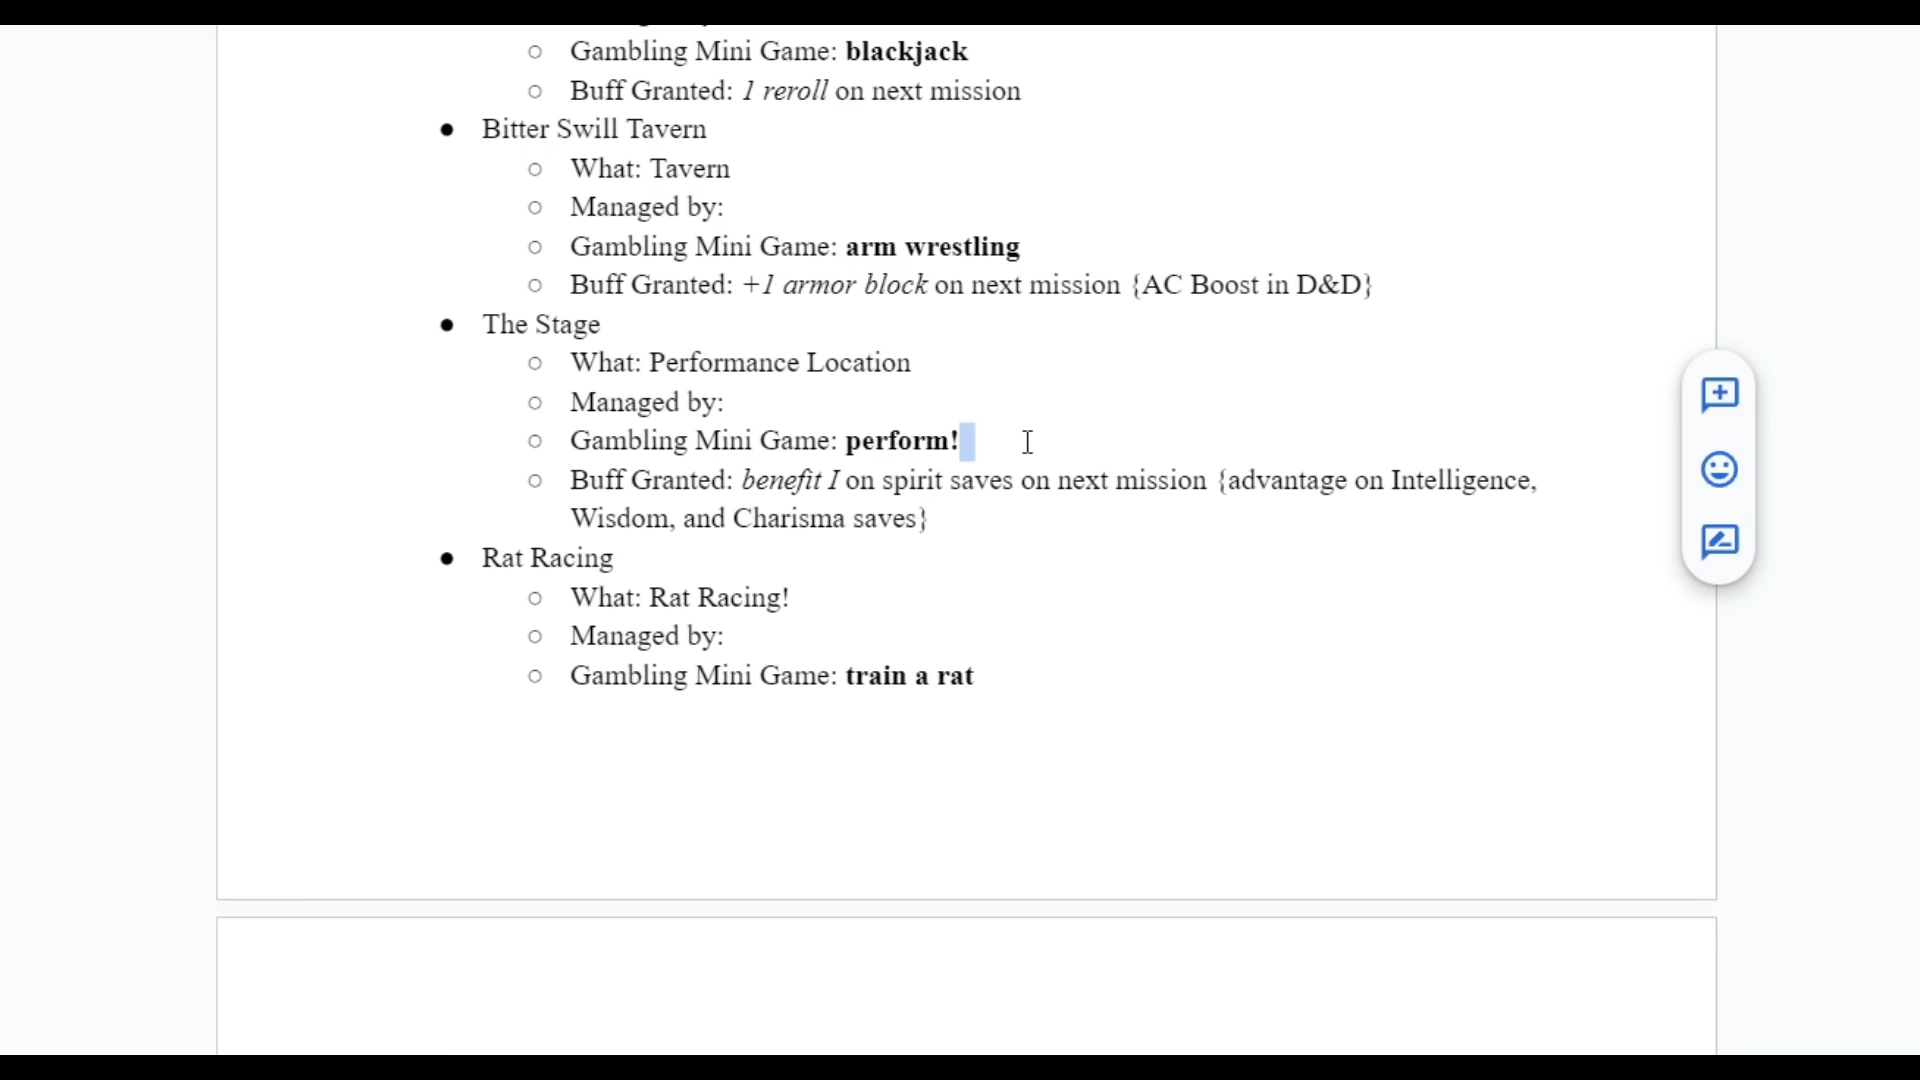 ○ Gambling Mini Game: blackjack
○ Buff Granted: 1 reroll on next mission
● Bitter Swill Tavern
○ What: Tavern
○ Managed by:
○ Gambling Mini Game: arm wrestling
○ Buff Granted: +1 armor block on next mission {AC Boost in D&D}
● The Stage
○ What: Performance Location
○ Managed by:
○ Gambling Mini Game: perform!
○ Buff Granted: benefit I on spirit saves on next mission {advantage on Intelligence,
Wisdom, and Charisma saves}
● Rat Racing
○ What: Rat Racing!
○ Managed by:
○ Gambling Mini Game: train a rat